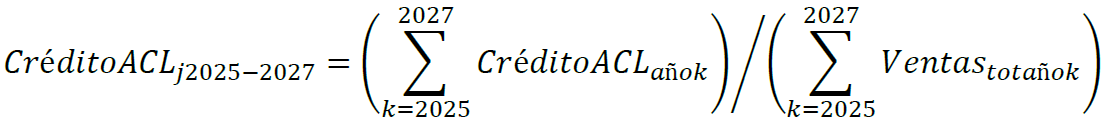 CréditoACL_{j2025−2027} = (∑_{k=2025}^{2027} CréditoACL_{añok}) / (∑_{k=2025}^{2027} Ventas_{totañok})